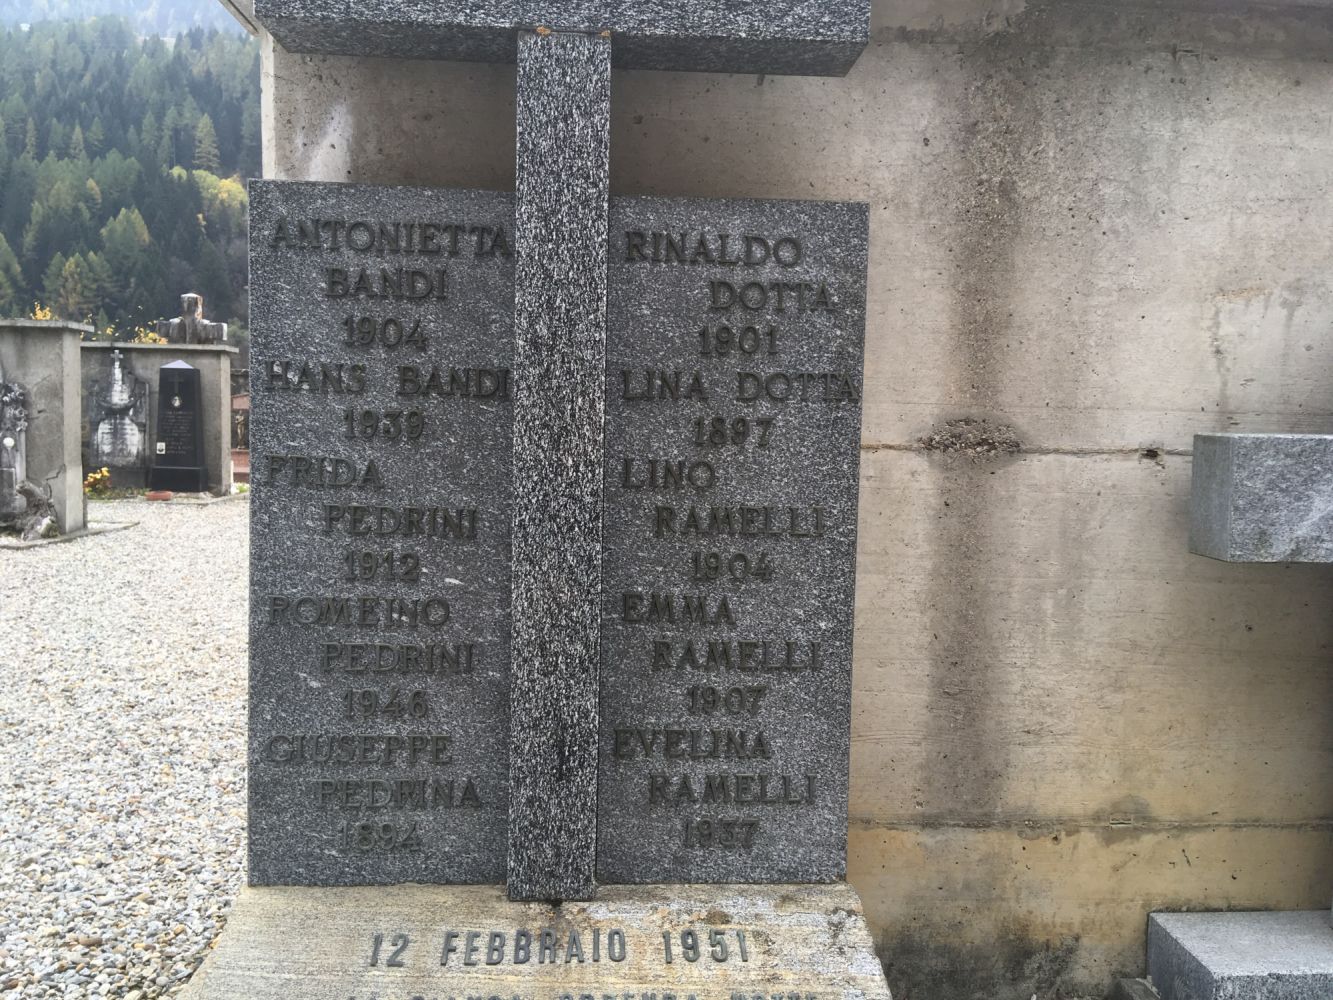 ANTONIETTA
BANDI
1904
HANS BANDI
1939
FRIDA
PEDRINI
1912
ROMEINO
PEDRINI
1946
GIUSEPPE
PEDRINA
1894
RINALDO
DOTTA
1901
LINA DOTTA
1897
LINO
RAMELLI
1904
EMMA
RAMELLI
1907
EVELINA
RAMELLI
1937
12 FEBBRAIO 1951